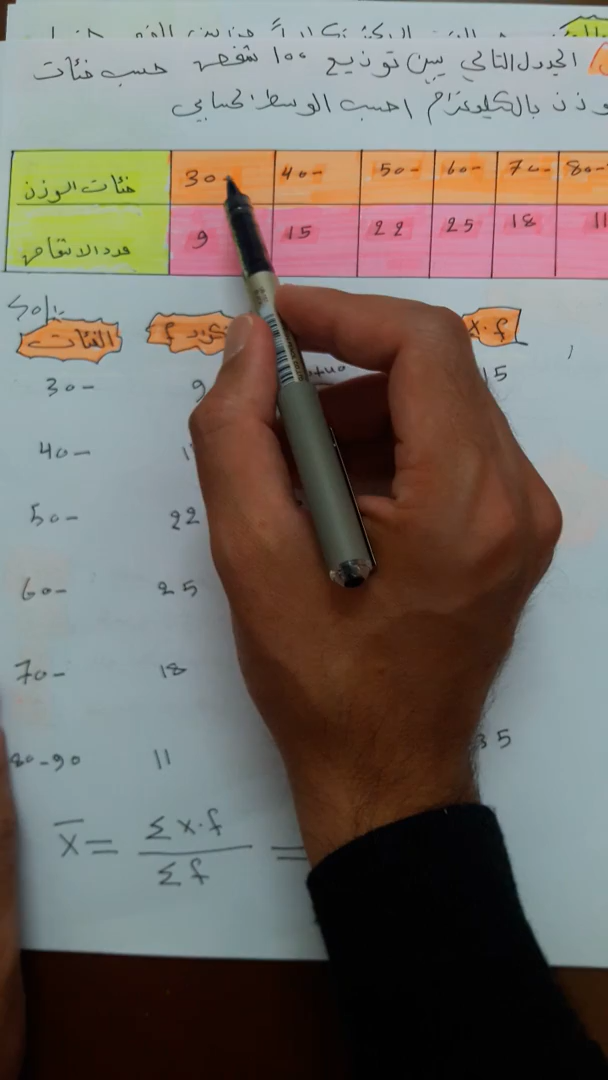 الجدول التالي يبين توزيع ١٠٠ شخص حسب فئات
وزن بالكيلوغرام احسب الوسط الحسابي
فئات الوزن 30- 40- 50- 60- 70- 80-
عدد الاشخاص 9 15 22 25 18 11
Sol:
الفئات f x.f
30- 9 15
40-
50- 22
60- 25
70- 18
80-90 11 35
x̄ = Σx.f / Σf =